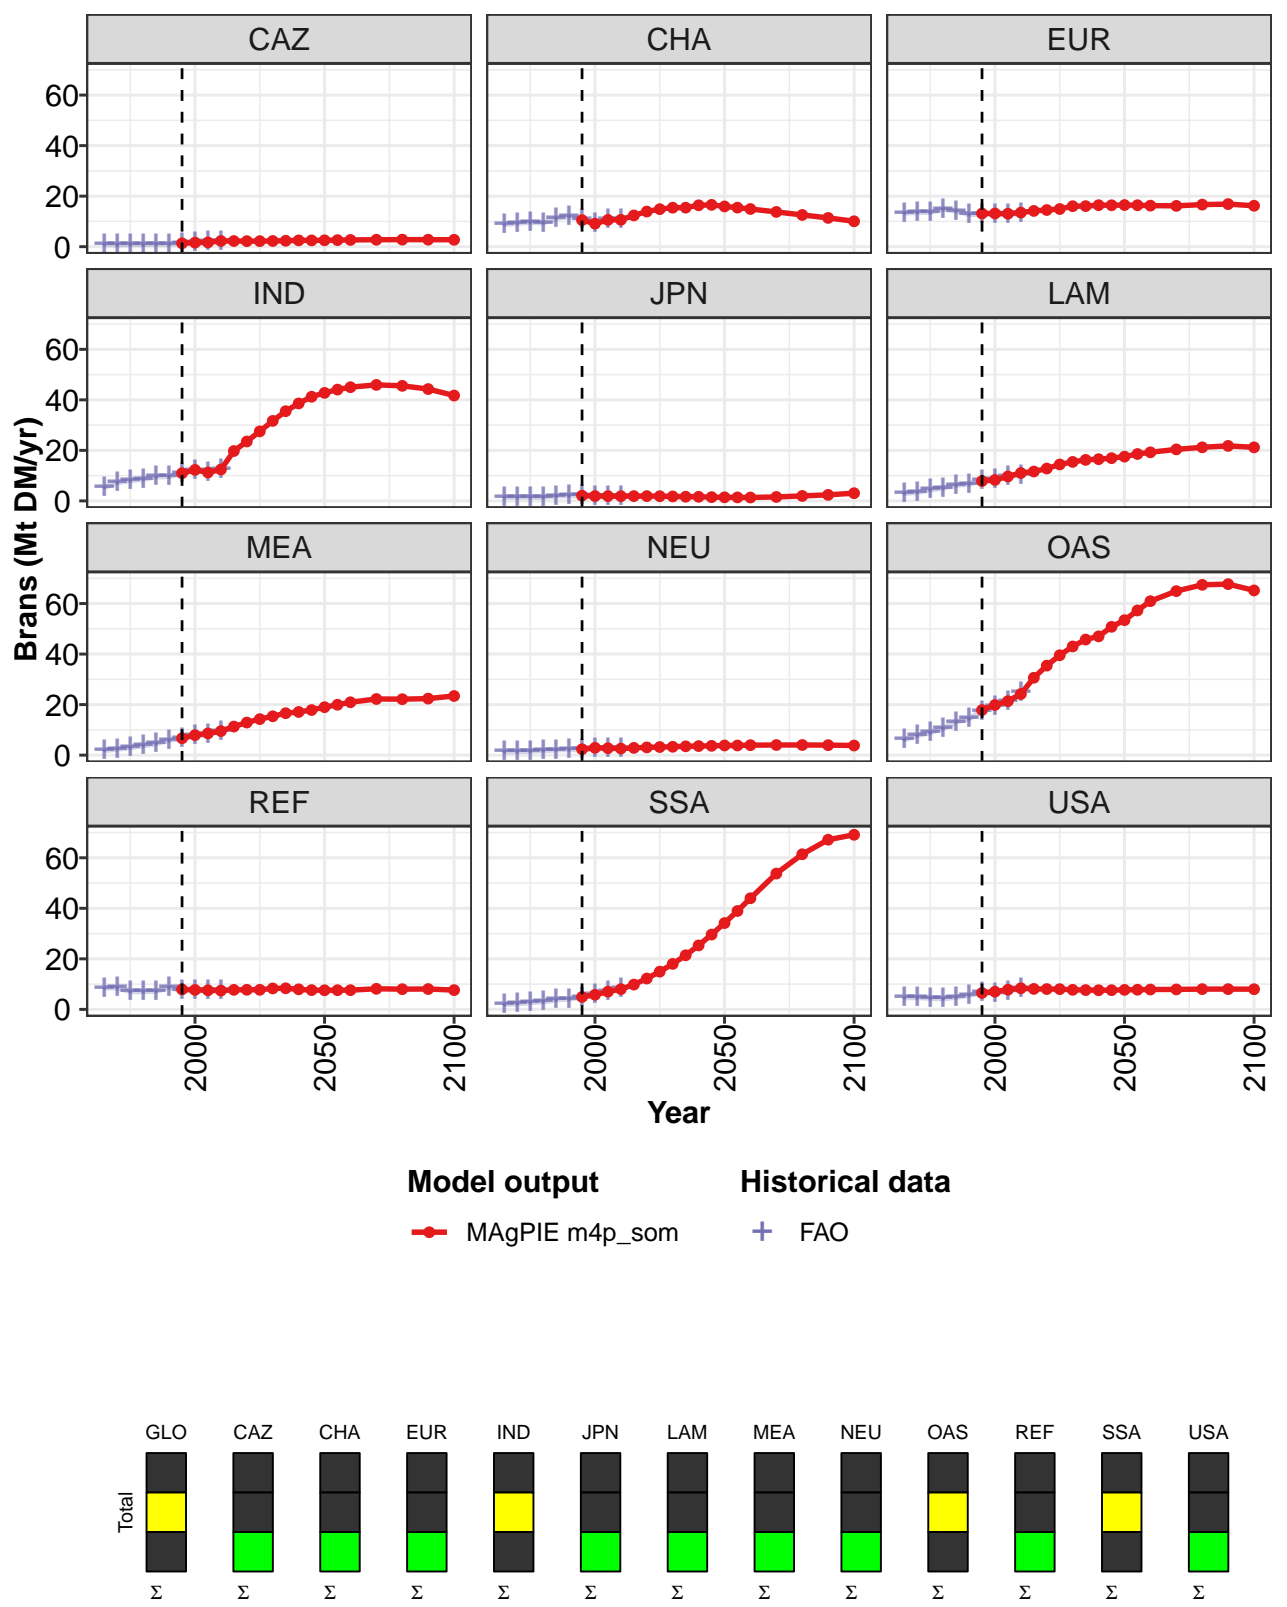 CAZ CHA EUR
60
40
20
0
IND JPN LAM
60
40
20
0
Brans (Mt DM/yr)
MEA NEU OAS
60
40
20
0
REF SSA USA
60
40
20
0
2000 2050 2100 2000 2050 2100 2000 2050 2100
Year
Model output Historical data
MAgPIE m4p_som FAO
GLO CAZ CHA EUR IND JPN LAM MEA NEU OAS REF SSA USA
Total
Σ Σ Σ Σ Σ Σ Σ Σ Σ Σ Σ Σ Σ